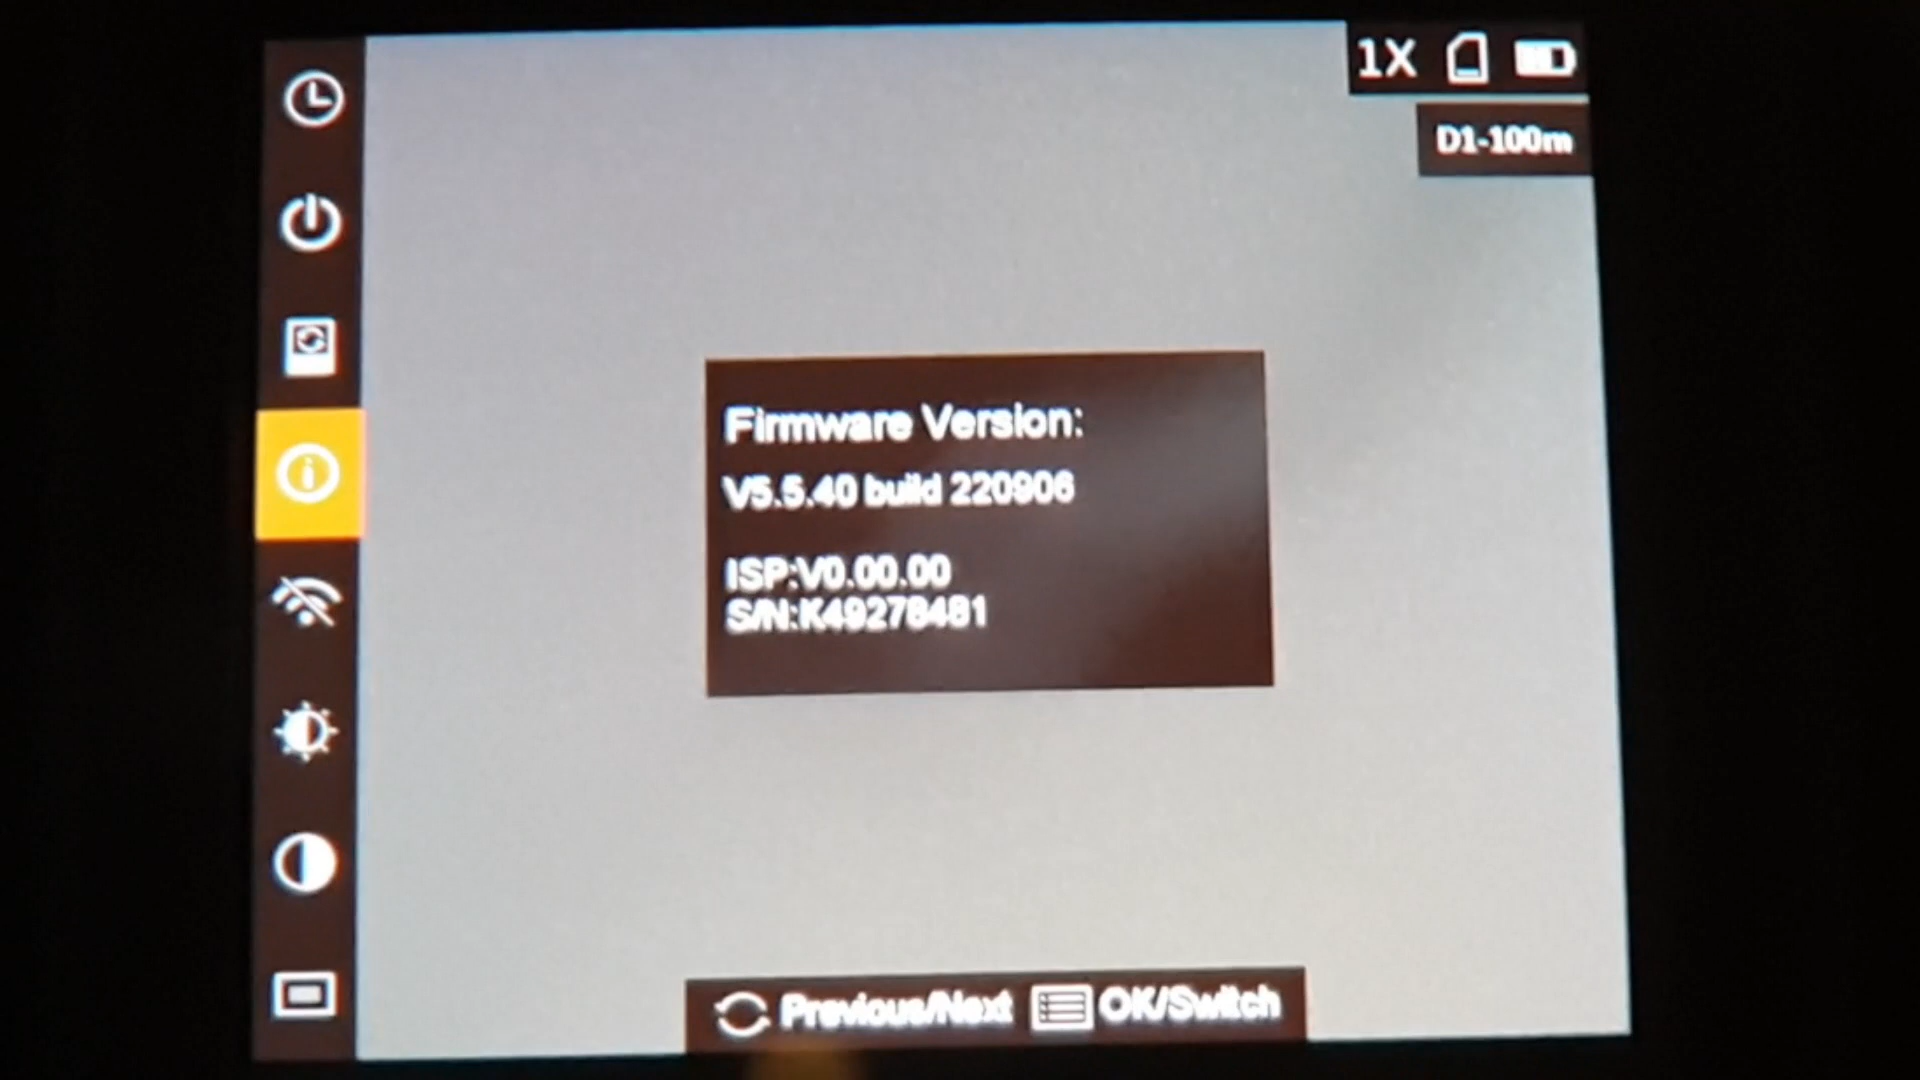 1X
D1-100m
Firmware Version:
V5.5.40 build 220906
ISP:V0.00.00
S/N:K49278481
Previous/Next OK/Switch